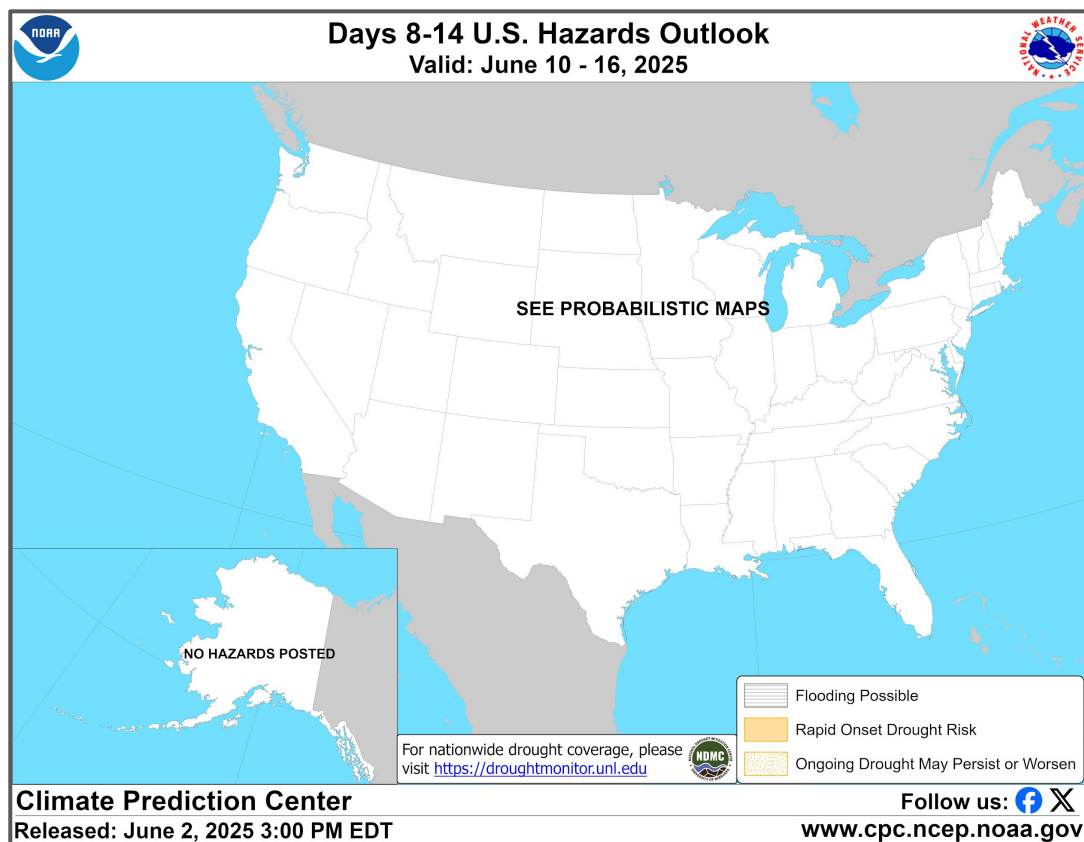 NOAA
Days 8-14 U.S. Hazards Outlook
Valid: June 10 - 16, 2025
NATIONAL WEATHER SERVICE
SEE PROBABILISTIC MAPS
NO HAZARDS POSTED
Flooding Possible
Rapid Onset Drought Risk
Ongoing Drought May Persist or Worsen
For nationwide drought coverage, please
visit https://droughtmonitor.unl.edu
NDMC
Climate Prediction Center
Released: June 2, 2025 3:00 PM EDT
Follow us:
www.cpc.ncep.noaa.gov